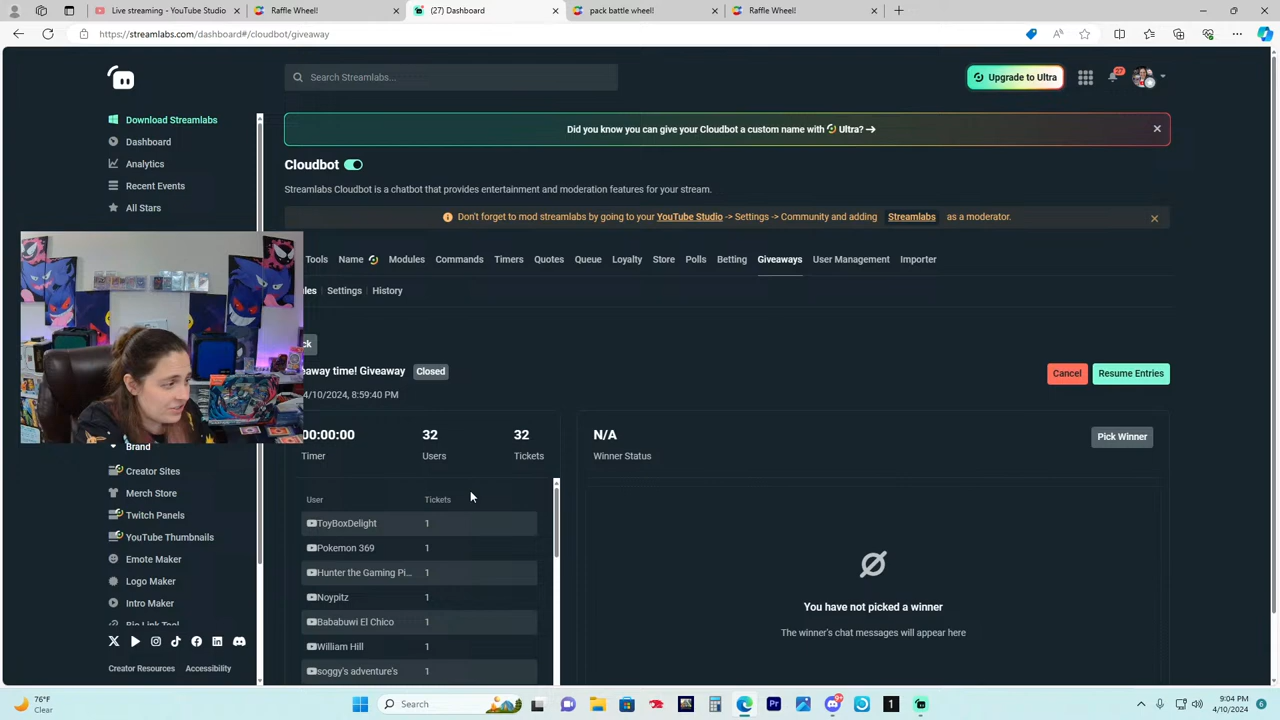 Live streaming - YouTube Studio
Raffle Wheel!
(27) Dashboard
pack battle wheel!
Raffle Wheel!
https://streamlabs.com/dashboard#/cloudbot/giveaway
Search Streamlabs...
Upgrade to Ultra
27
Download Streamlabs
Dashboard
Analytics
Recent Events
All Stars
Did you know you can give your Cloudbot a custom name with Ultra?
Cloudbot
Streamlabs Cloudbot is a chatbot that provides entertainment and moderation features for your stream.
Don't forget to mod streamlabs by going to your YouTube Studio -> Settings -> Community and adding Streamlabs as a moderator.
Tools Name Modules Commands Timers Quotes Queue Loyalty Store Polls Betting Giveaways User Management Importer
les Settings History
ck
away time! Giveaway Closed
Cancel Resume Entries
4/10/2024, 8:59:40 PM
00:00:00 32 32
Timer Users Tickets
N/A
Winner Status
Pick Winner
User Tickets
ToyBoxDelight 1
Pokemon 369 1
Hunter the Gaming Pi... 1
Noypitz 1
Bababuwi El Chico 1
William Hill 1
soggy's adventure's 1
You have not picked a winner
The winner's chat messages will appear here
Brand
Creator Sites
Merch Store
Twitch Panels
YouTube Thumbnails
Emote Maker
Logo Maker
Intro Maker
Bio Link Tool
Creator Resources Accessibility
76°F
Clear
Search
9:04 PM
4/10/2024